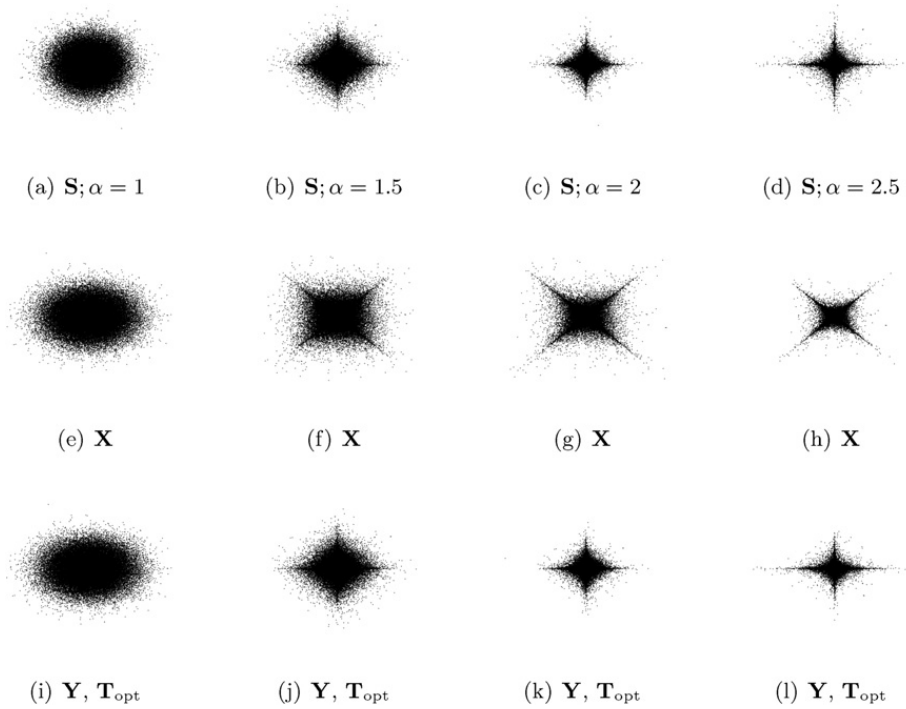 (a) S; α = 1 (b) S; α = 1.5 (c) S; α = 2 (d) S; α = 2.5
(e) X (f) X (g) X (h) X
(i) Y, T_opt (j) Y, T_opt (k) Y, T_opt (l) Y, T_opt